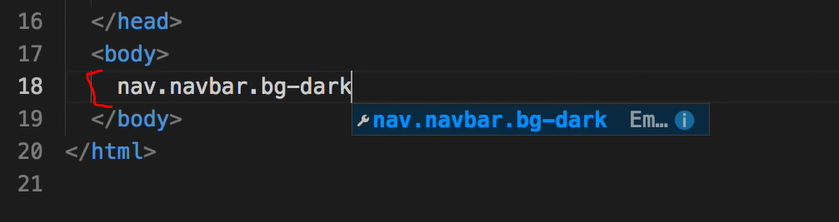 16 </head>
17 <body>
18 nav.navbar.bg-dark
nav.navbar.bg-dark Em... i
19 </body>
20 </html>
21